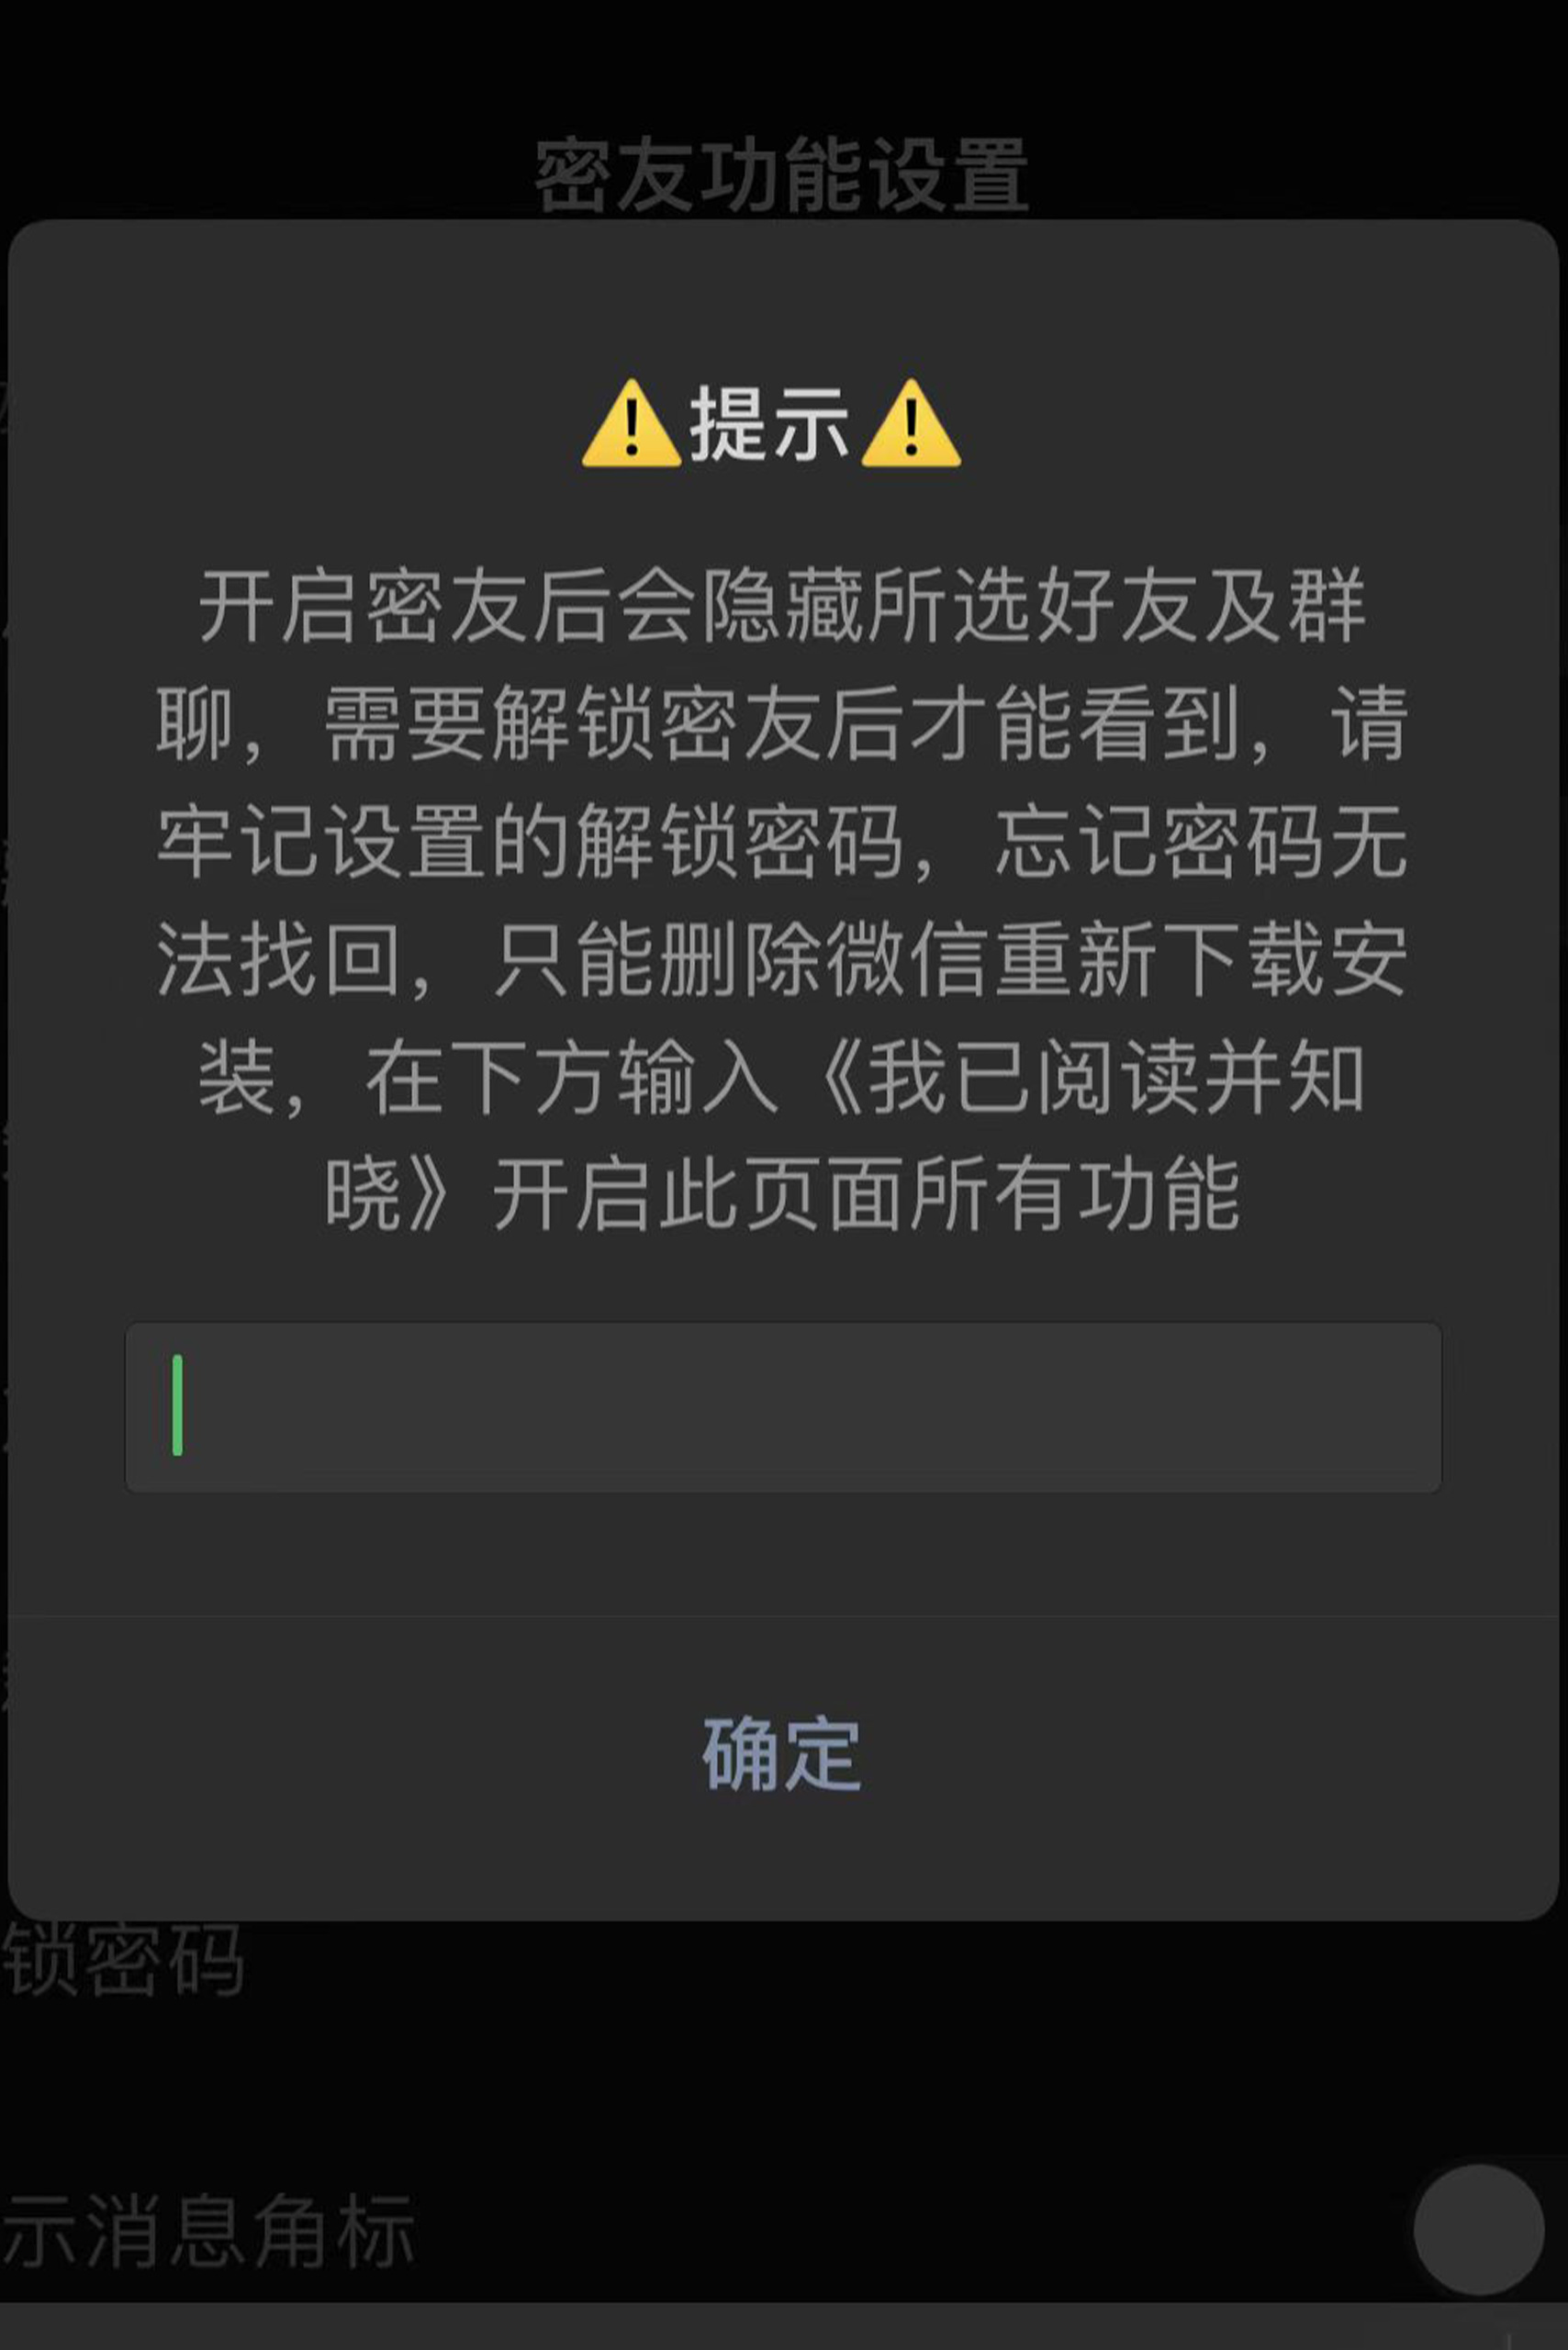 密友功能设置
⚠️提示⚠️
开启密友后会隐藏所选好友及群
聊，需要解锁密友后才能看到，请
牢记设置的解锁密码，忘记密码无
法找回，只能删除微信重新下载安
装，在下方输入《我已阅读并知
晓》开启此页面所有功能
确定
锁密码
示消息角标